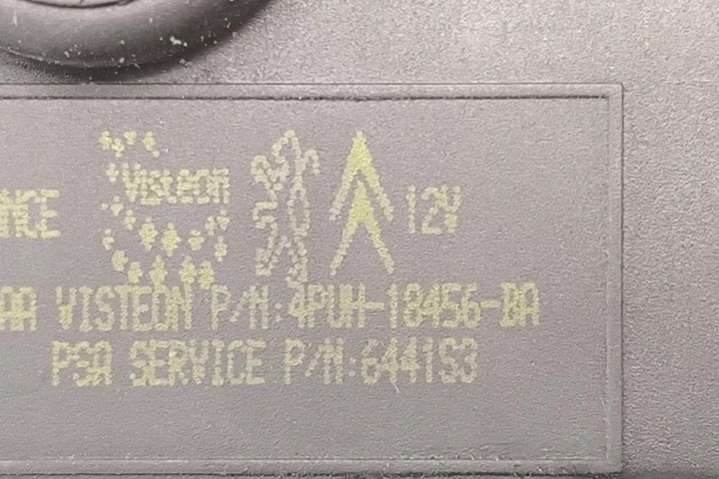 NCE VISTEON 12V
AA VISTEON P/N:4PUH-18456-BA
PSA SERVICE P/N:6441S3